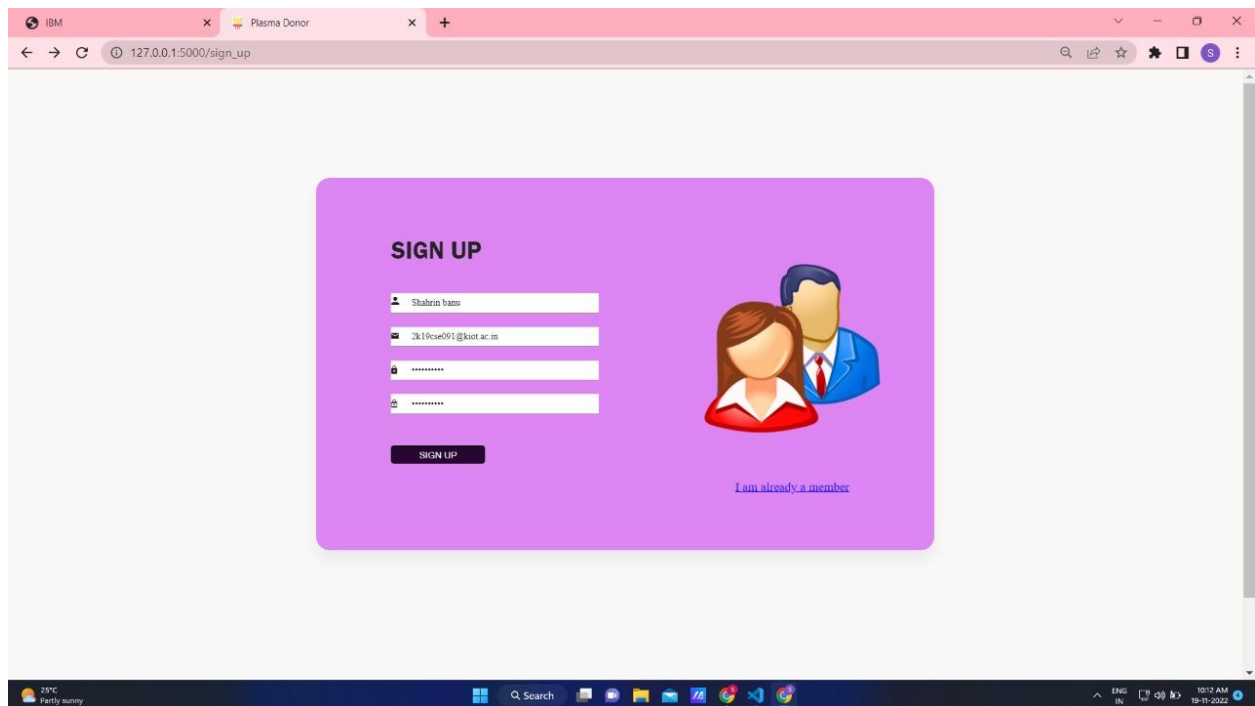 IBM
Plasma Donor
127.0.0.1:5000/sign_up
S
SIGN UP
Shahrin banu
2k19cse091@kiot.ac.in
SIGN UP
I am already a member
25°C
Partly sunny
Search
ENG
IN
10:12 AM
19-11-2022